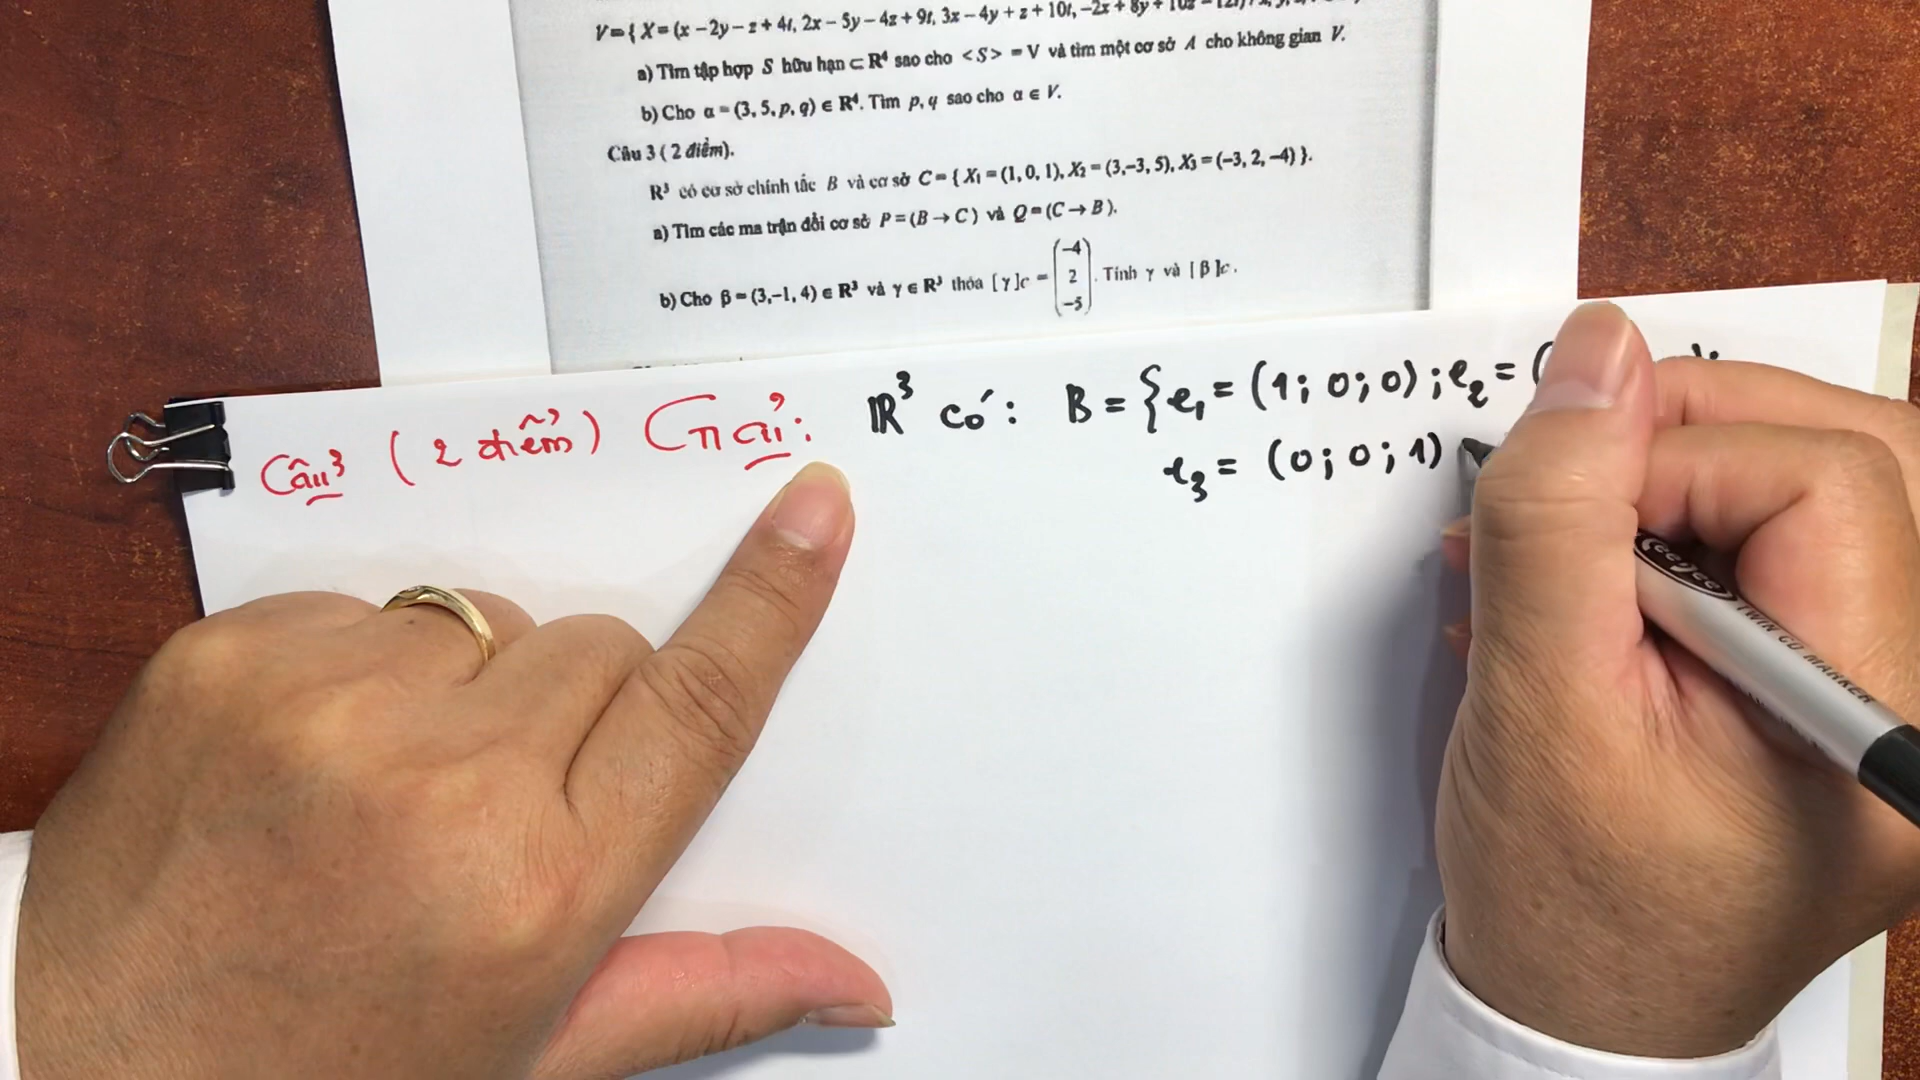 V = { X = (x – 2y – z + 4t, 2x – 5y – 4z + 9t, 3x – 4y + z + 10t, –2x + 8y + 10z –
a) Tìm tập hợp S hữu hạn ⊂ R⁴ sao cho <S> = V và tìm một cơ sở A cho không gian V.
b) Cho α = (3, 5, p, q) ∈ R⁴. Tìm p, q sao cho α ∈ V.
Câu 3 ( 2 điểm).
R³ có cơ sở chính tắc B và cơ sở C = { X₁ = (1, 0, 1), X₂ = (3,–3, 5), X₃ = (–3, 2, –4) }.
a) Tìm các ma trận đổi cơ sở P = (B → C) và Q = (C → B).
b) Cho β = (3,–1, 4) ∈ R³ và γ ∈ R³ thỏa [ γ ]c = (–4 2 –5). Tính γ và [ β ]c.
Câu 3 ( 2 điểm) Giải: R³ có: B = {e₁ = (1; 0; 0); e₂ = (
e₃ = (0; 0; 1)
TWIN CD MARKER